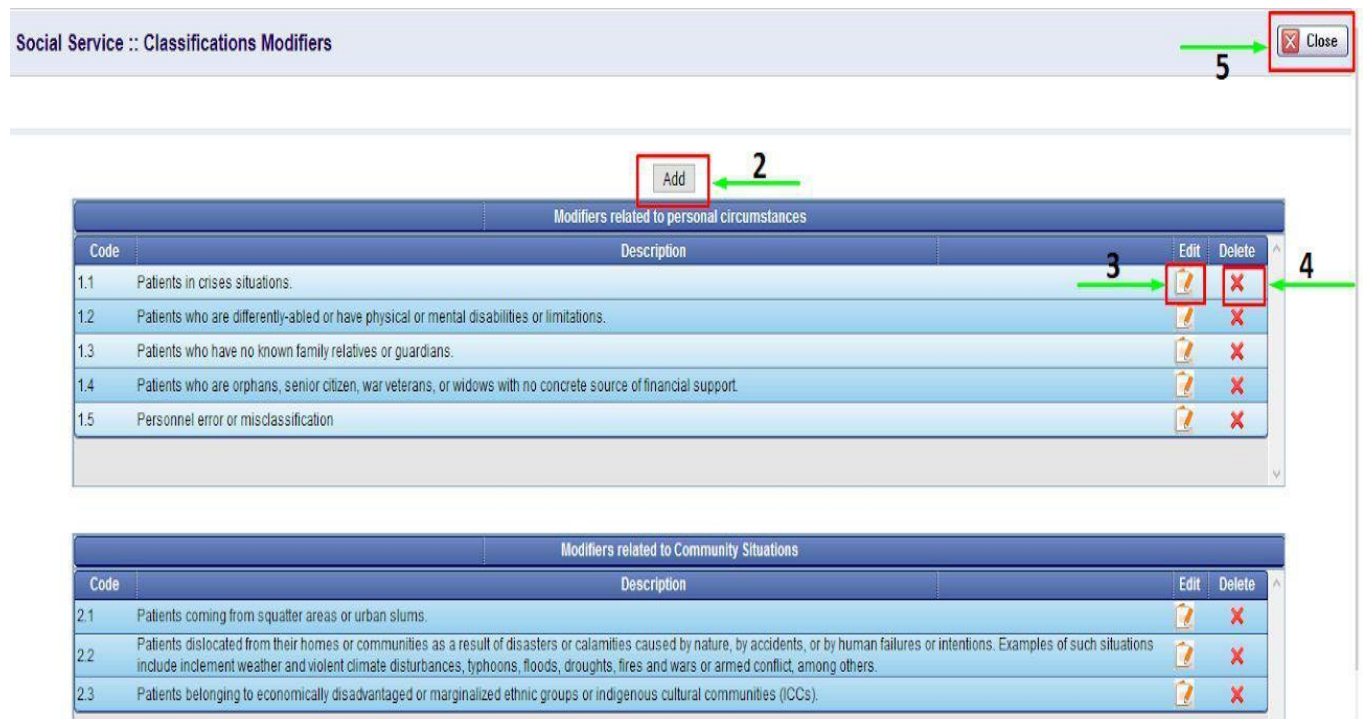 Social Service :: Classifications Modifiers
Close
5
Add
2
Modifiers related to personal circumstances
Code Description Edit Delete
3
4
1.1 Patients in crises situations.
1.2 Patients who are differently-abled or have physical or mental disabilities or limitations.
1.3 Patients who have no known family relatives or guardians.
1.4 Patients who are orphans, senior citizen, war veterans, or widows with no concrete source of financial support.
1.5 Personnel error or misclassification
Modifiers related to Community Situations
Code Description Edit Delete
2.1 Patients coming from squatter areas or urban slums.
2.2 Patients dislocated from their homes or communities as a result of disasters or calamities caused by nature, by accidents, or by human failures or intentions. Examples of such situations
include inclement weather and violent climate disturbances, typhoons, floods, droughts, fires and wars or armed conflict, among others.
2.3 Patients belonging to economically disadvantaged or marginalized ethnic groups or indigenous cultural communities (ICCs).